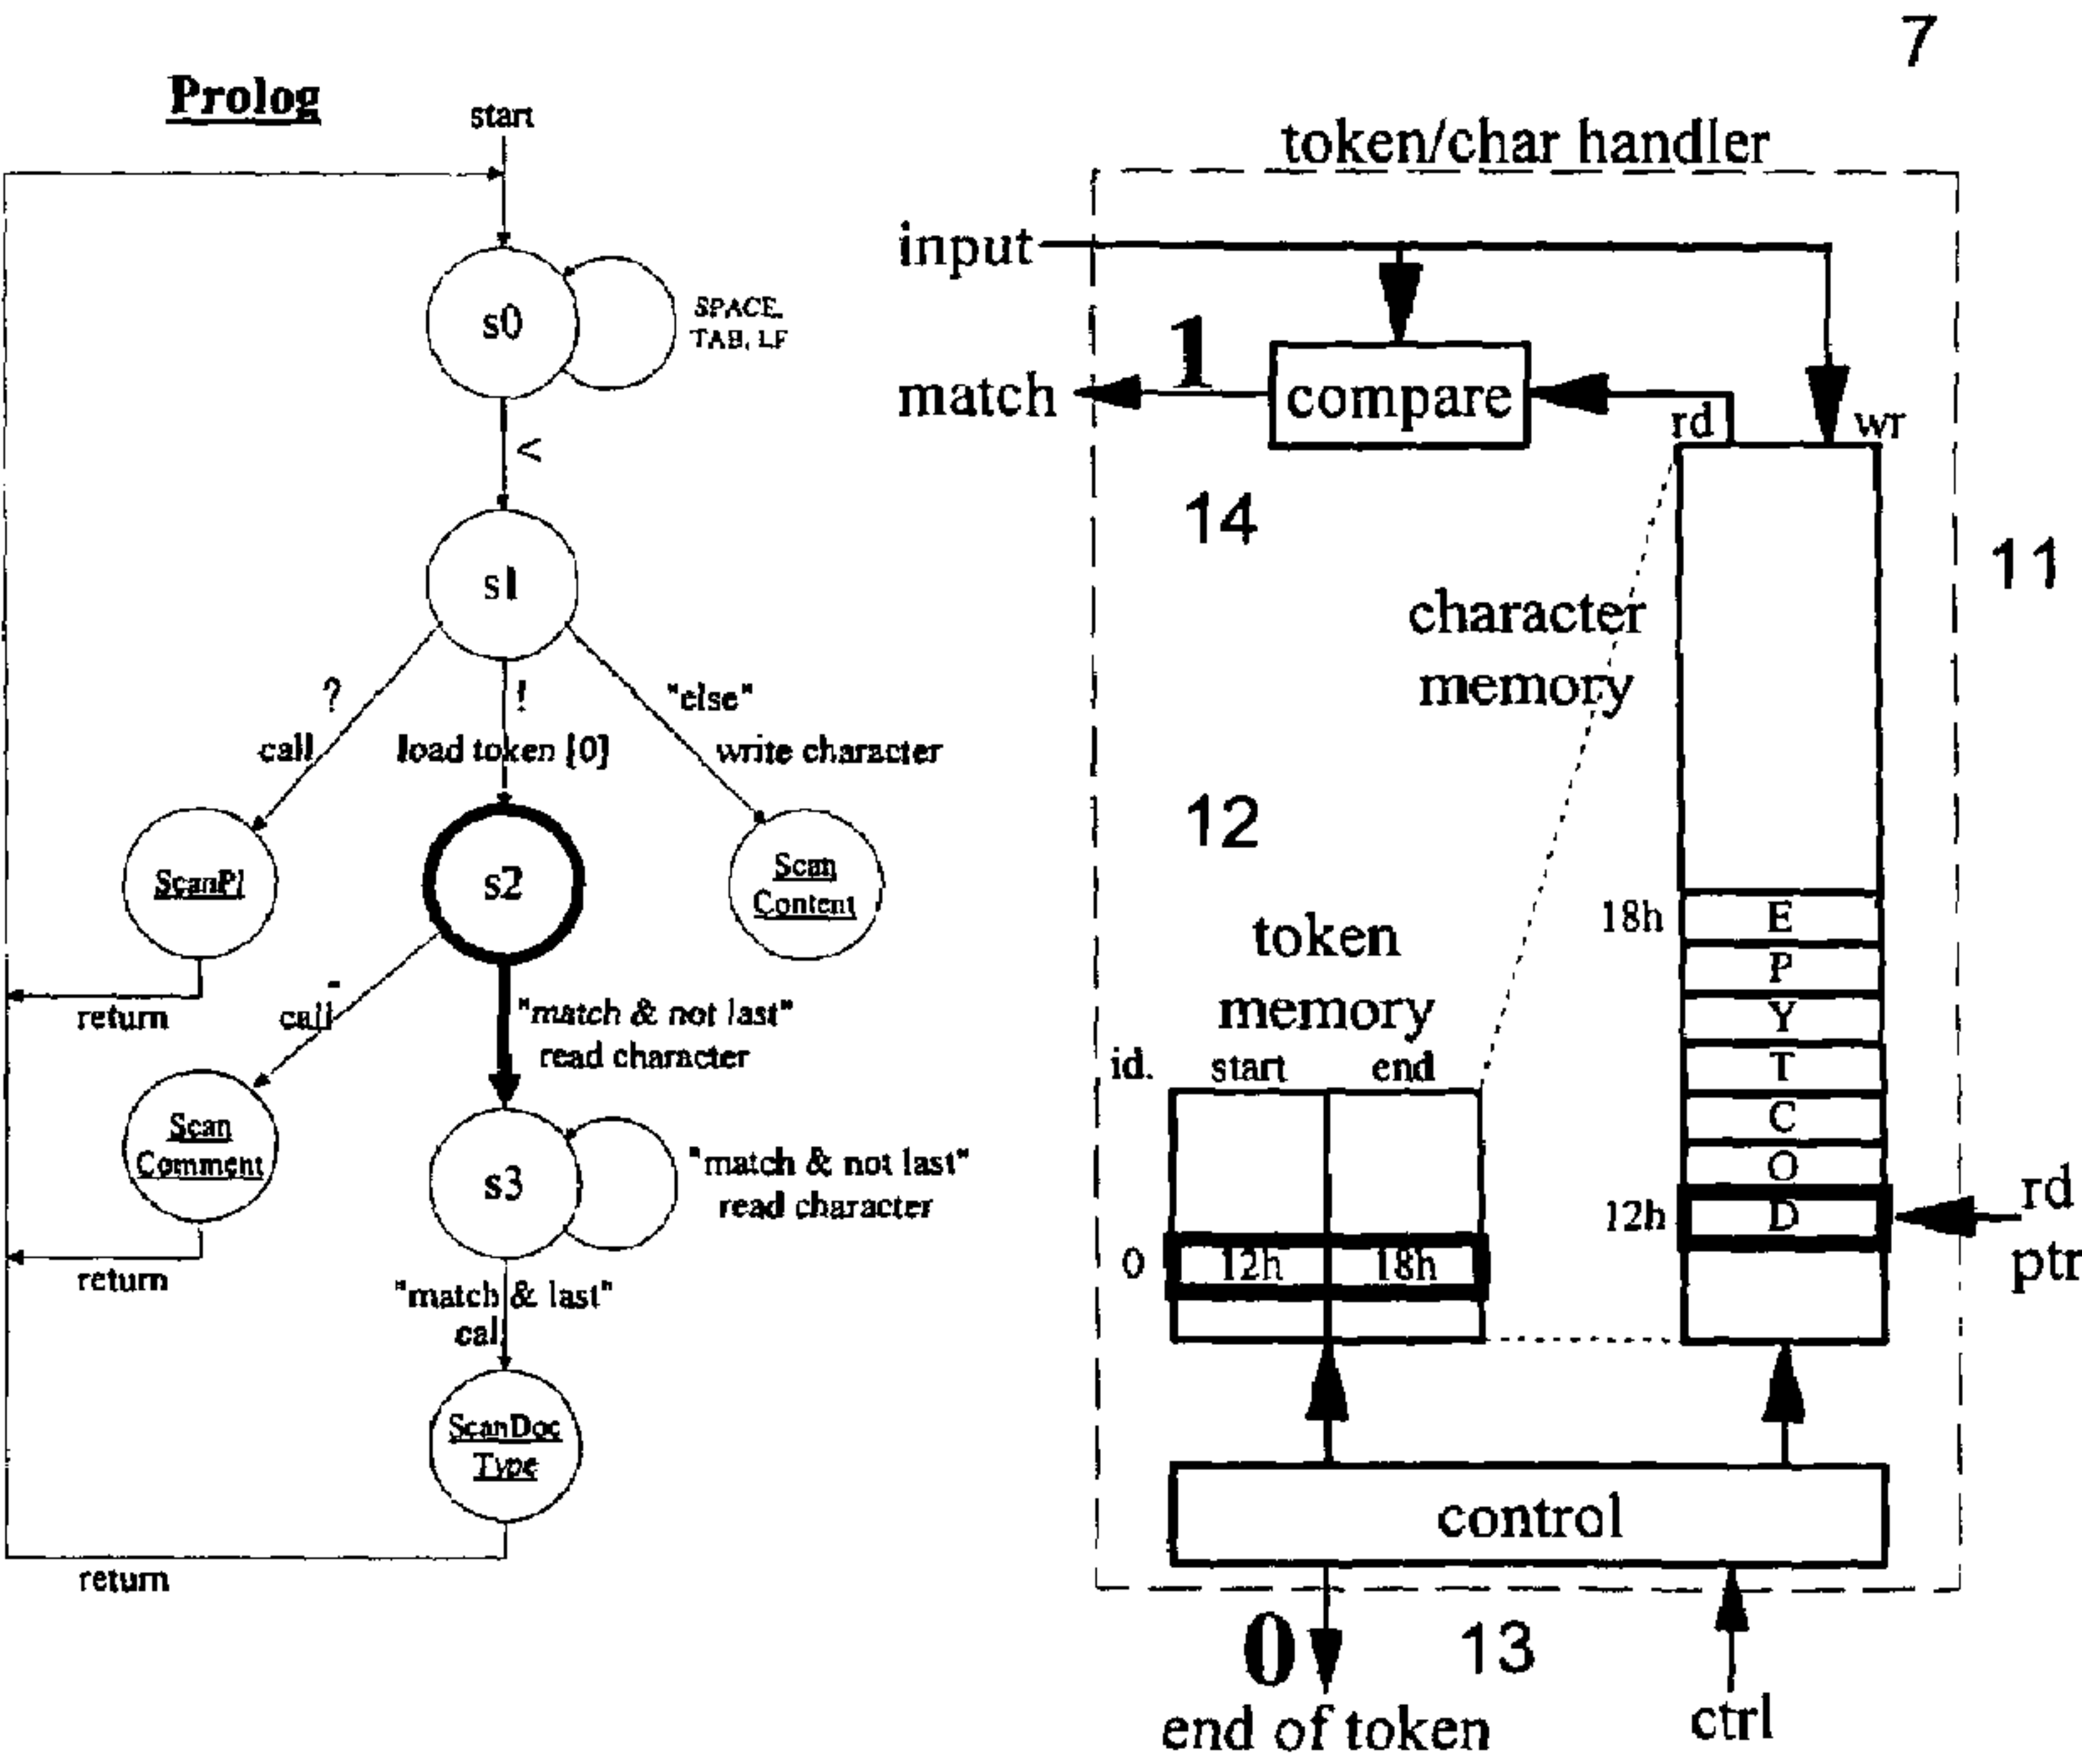 7
Prolog
start
s0
SPACE,
TAB, LF
<
s1
?
call
!
load token [0]
"else"
write character
ScanPI
s2
Scan
Content
return
-
call
"match & not last"
read character
Scan
Comment
s3
"match & not last"
read character
return
"match & last"
call
ScanDoc
Type
return
token/char handler
input
match
1
compare
rd
wr
14
11
character
memory
12
token
memory
id.
start
end
0
12h
18h
18h
E
P
Y
T
C
O
12h
D
rd
ptr
control
0
13
end of token
ctrl